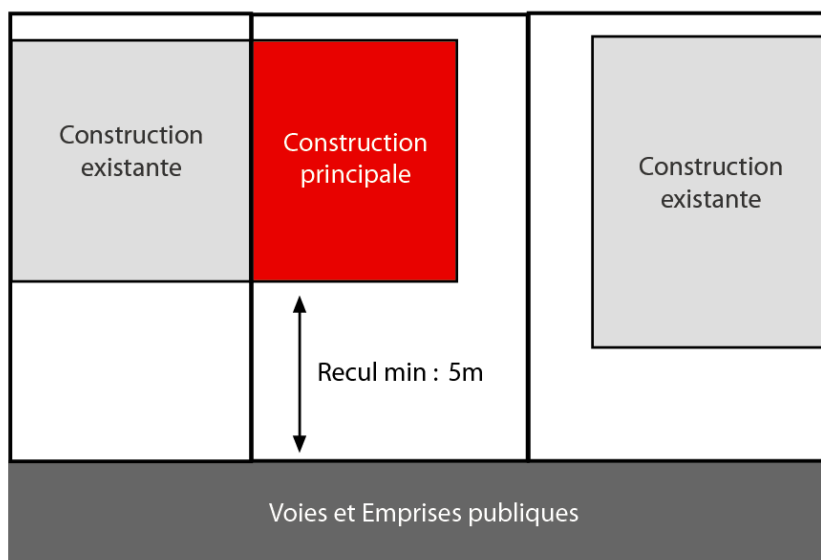 Construction
existante
Construction
principale
Construction
existante
Recul min : 5m
Voies et Emprises publiques